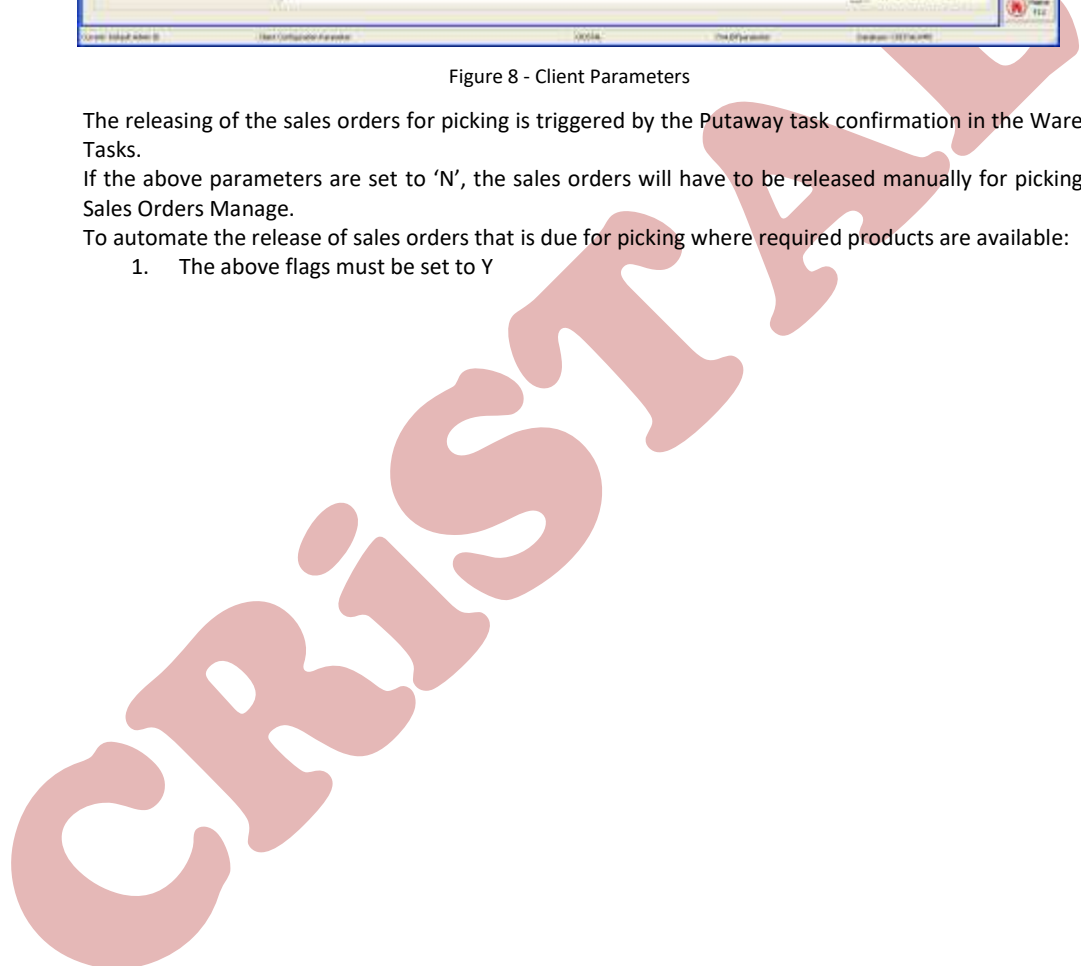 Figure 8 - Client Parameters
The releasing of the sales orders for picking is triggered by the Putaway task confirmation in the Ware
Tasks.
If the above parameters are set to ‘N’, the sales orders will have to be released manually for picking
Sales Orders Manage.
To automate the release of sales orders that is due for picking where required products are available:
1. The above flags must be set to Y
CRiSTAL